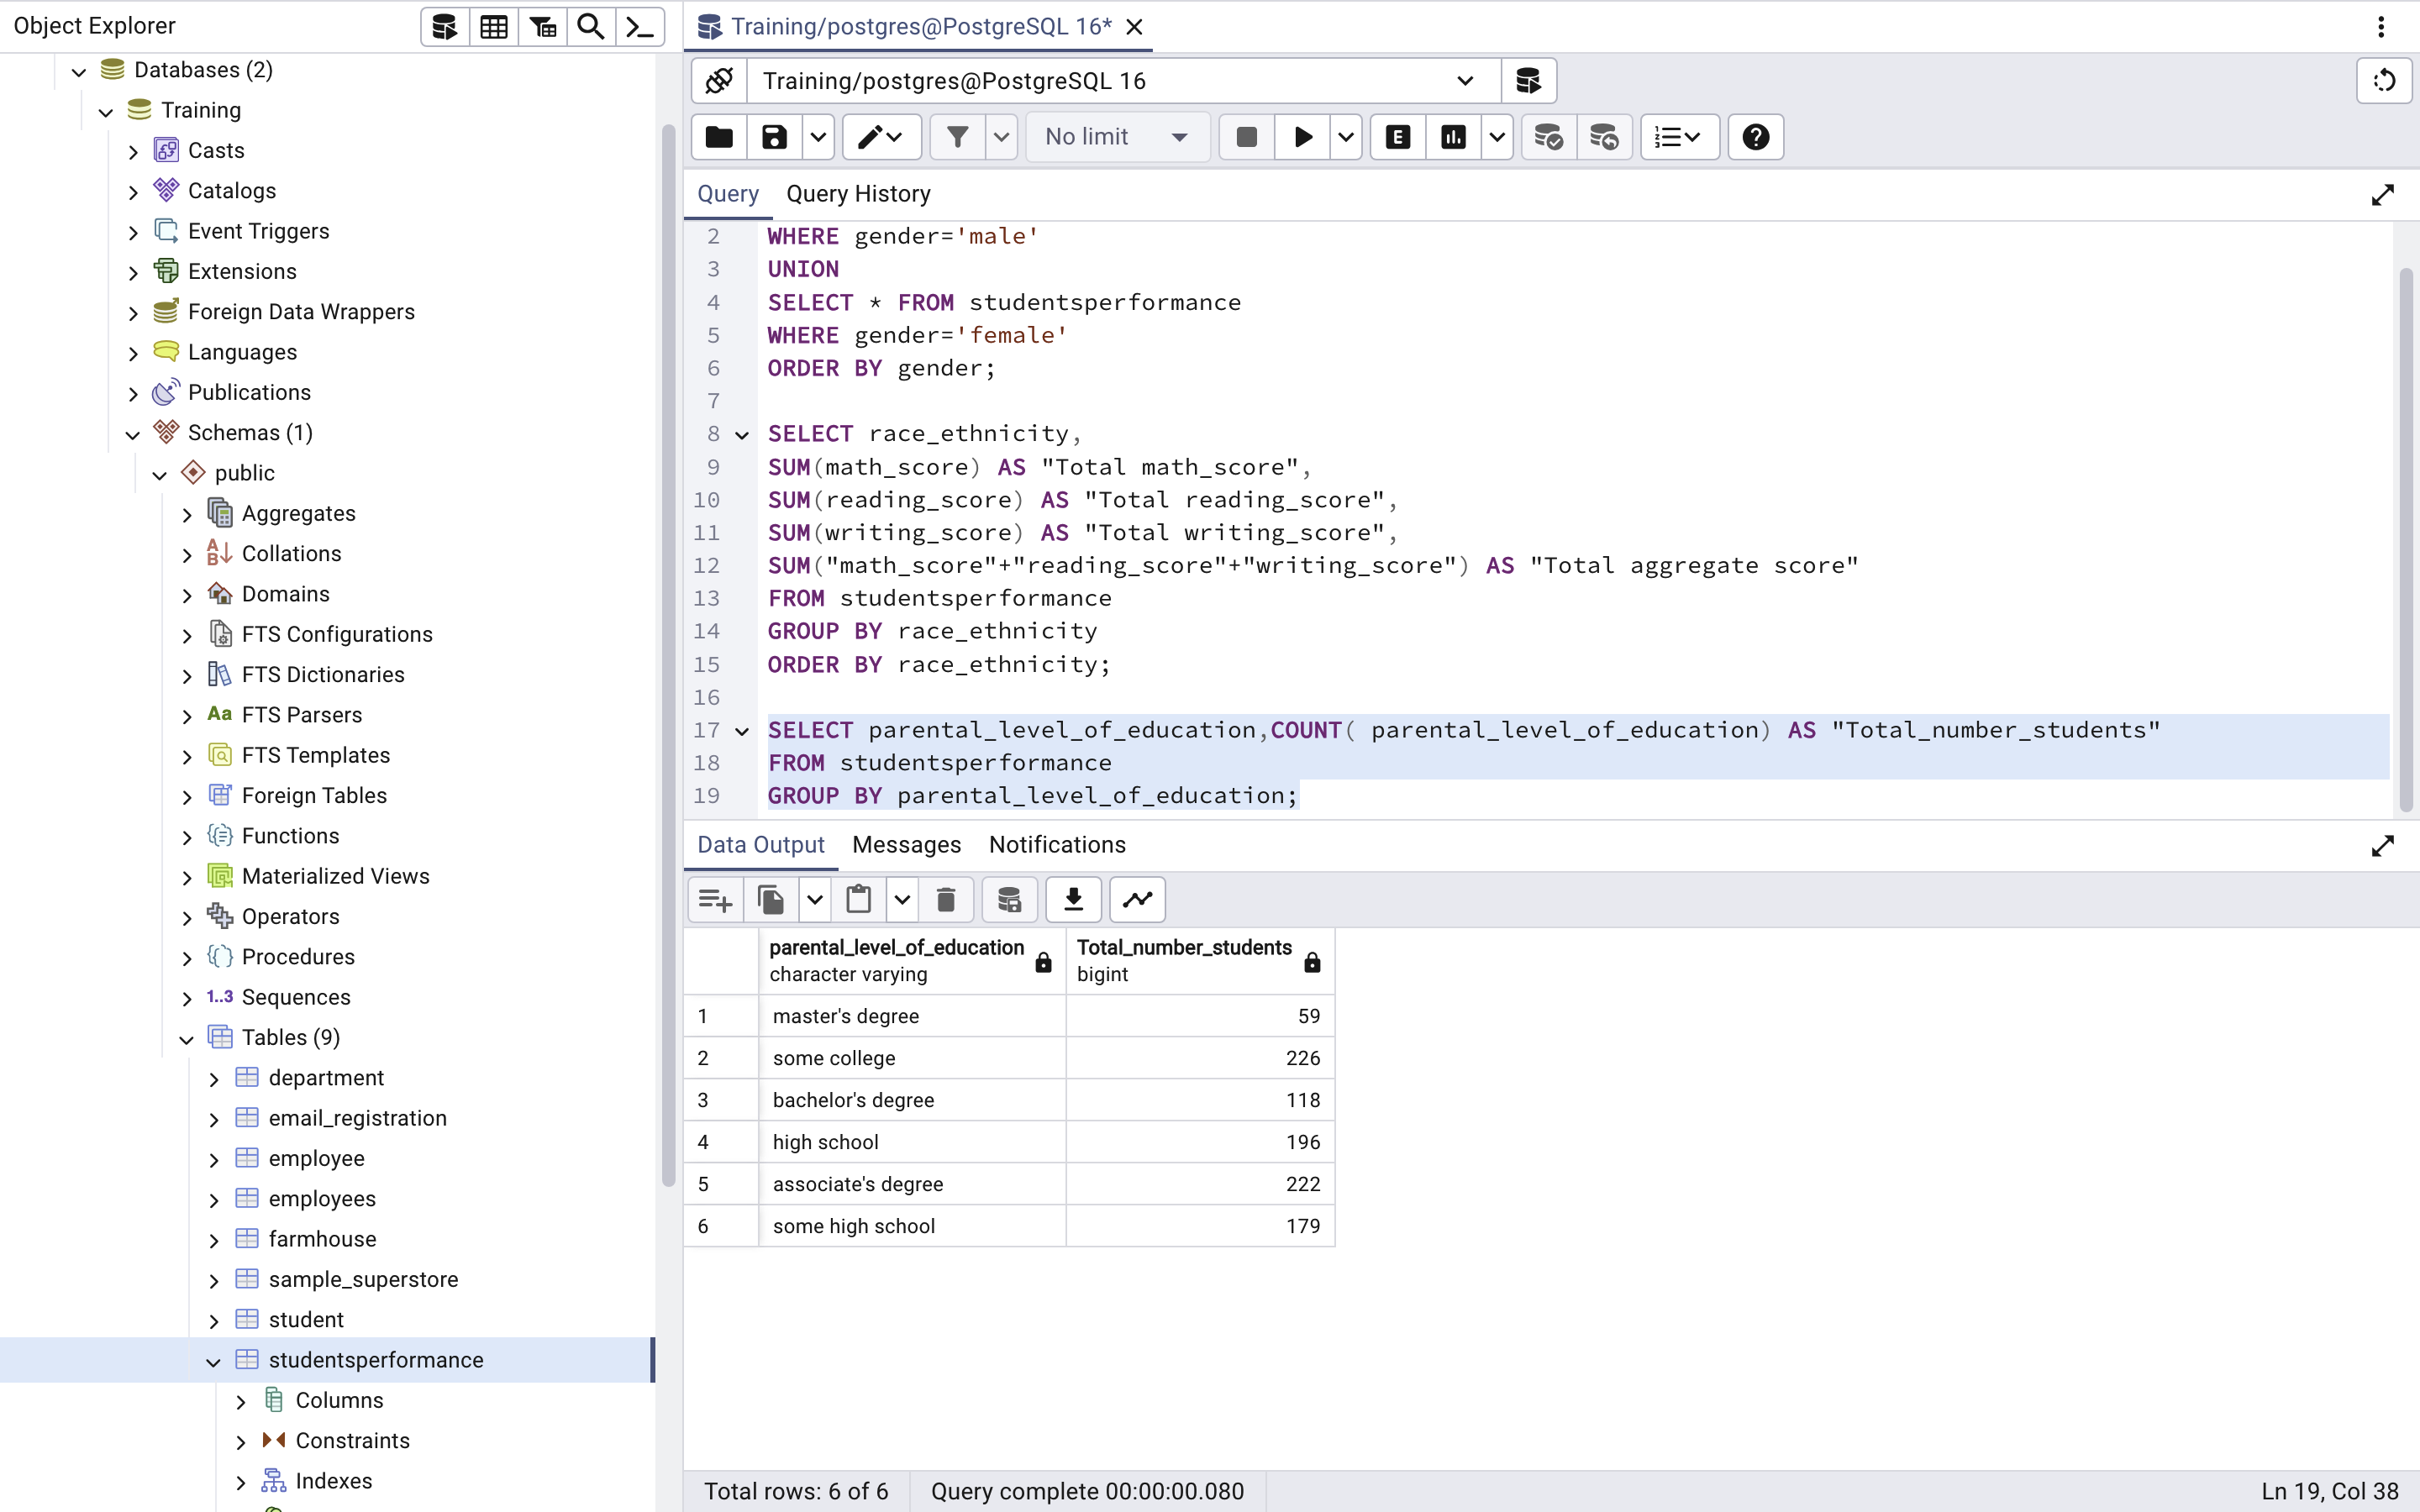 Object Explorer
Databases (2)
Training
Casts
Catalogs
Event Triggers
Extensions
Foreign Data Wrappers
Languages
Publications
Schemas (1)
public
Aggregates
Collations
Domains
FTS Configurations
FTS Dictionaries
Aa FTS Parsers
FTS Templates
Foreign Tables
Functions
Materialized Views
Operators
Procedures
1..3 Sequences
Tables (9)
department
email_registration
employee
employees
farmhouse
sample_superstore
student
studentsperformance
Columns
Constraints
Indexes
Training/postgres@PostgreSQL 16*
Training/postgres@PostgreSQL 16
No limit
E
Query Query History
2 WHERE gender='male'
3 UNION
4 SELECT * FROM studentsperformance
5 WHERE gender='female'
6 ORDER BY gender;
7
8 SELECT race_ethnicity,
9 SUM(math_score) AS "Total math_score",
10 SUM(reading_score) AS "Total reading_score",
11 SUM(writing_score) AS "Total writing_score",
12 SUM("math_score"+"reading_score"+"writing_score") AS "Total aggregate score"
13 FROM studentsperformance
14 GROUP BY race_ethnicity
15 ORDER BY race_ethnicity;
16
17 SELECT parental_level_of_education,COUNT( parental_level_of_education) AS "Total_number_students"
18 FROM studentsperformance
19 GROUP BY parental_level_of_education;
Data Output Messages Notifications
parental_level_of_education Total_number_students
character varying bigint
1 master's degree 59
2 some college 226
3 bachelor's degree 118
4 high school 196
5 associate's degree 222
6 some high school 179
Total rows: 6 of 6 Query complete 00:00:00.080 Ln 19, Col 38